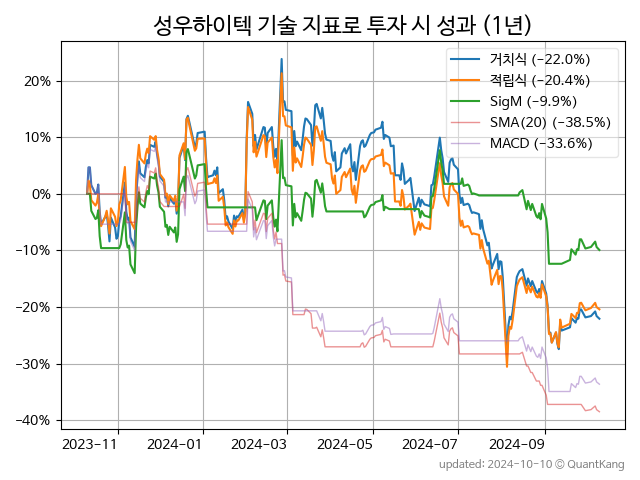 성우하이텍 기술 지표로 투자 시 성과 (1년)
거치식 (−22.0%)
적립식 (−20.4%)
SigM (−9.9%)
SMA(20) (−38.5%)
MACD (−33.6%)
20%
10%
0%
−10%
−20%
−30%
−40%
2023-11 2024-01 2024-03 2024-05 2024-07 2024-09
updated: 2024-10-10 © QuantKang